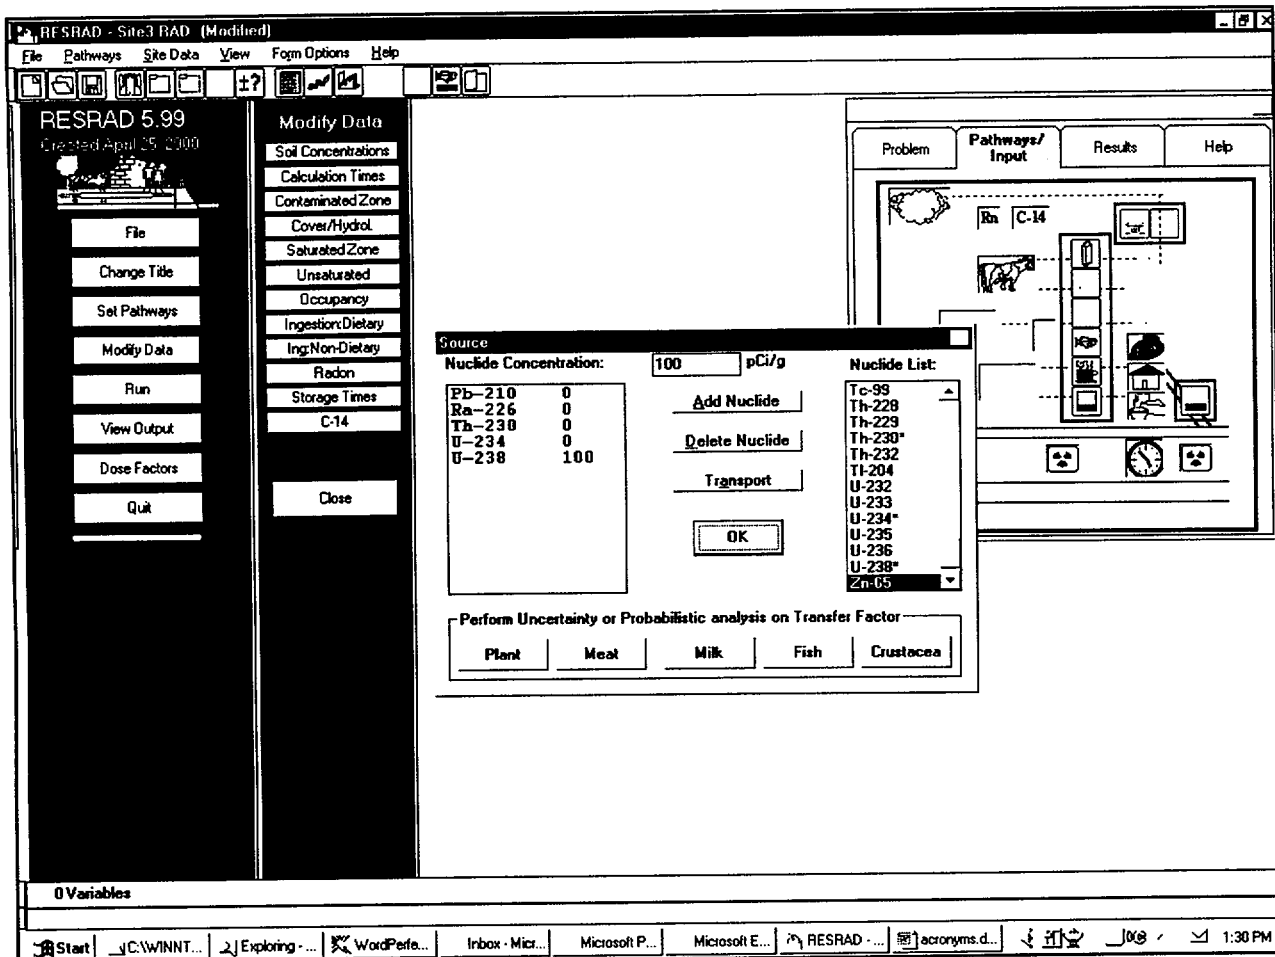 RESRAD - Site3 RAD (Modified)
File Pathways Site Data View Form Options Help
±?
RESRAD 5.99
Created April 25, 2000
File
Change Title
Set Pathways
Modify Data
Run
View Output
Dose Factors
Quit
Modify Data
Soil Concentrations
Calculation Times
Contaminated Zone
Cover/Hydrol.
Saturated Zone
Unsaturated
Occupancy
Ingestion:Dietary
Ing:Non-Dietary
Radon
Storage Times
C-14
Close
Problem
Pathways/
Input
Results
Help
Rn C-14
Source
Nuclide Concentration: 100 pCi/g Nuclide List:
Pb-210 0
Ra-226 0
Th-230 0
U-234 0
U-238 100
Add Nuclide
Delete Nuclide
Transport
OK
Tc-99
Th-228
Th-229
Th-230*
Th-232
Tl-204
U-232
U-233
U-234*
U-235
U-236
U-238*
Zn-65
Perform Uncertainty or Probabilistic analysis on Transfer Factor
Plant Meat Milk Fish Crustacea
0 Variables
Start C:\WINNT... Exploring - ... WordPerfe... Inbox - Micr... Microsoft P... Microsoft E... RESRAD - ... acronyms.d... 1:30 PM